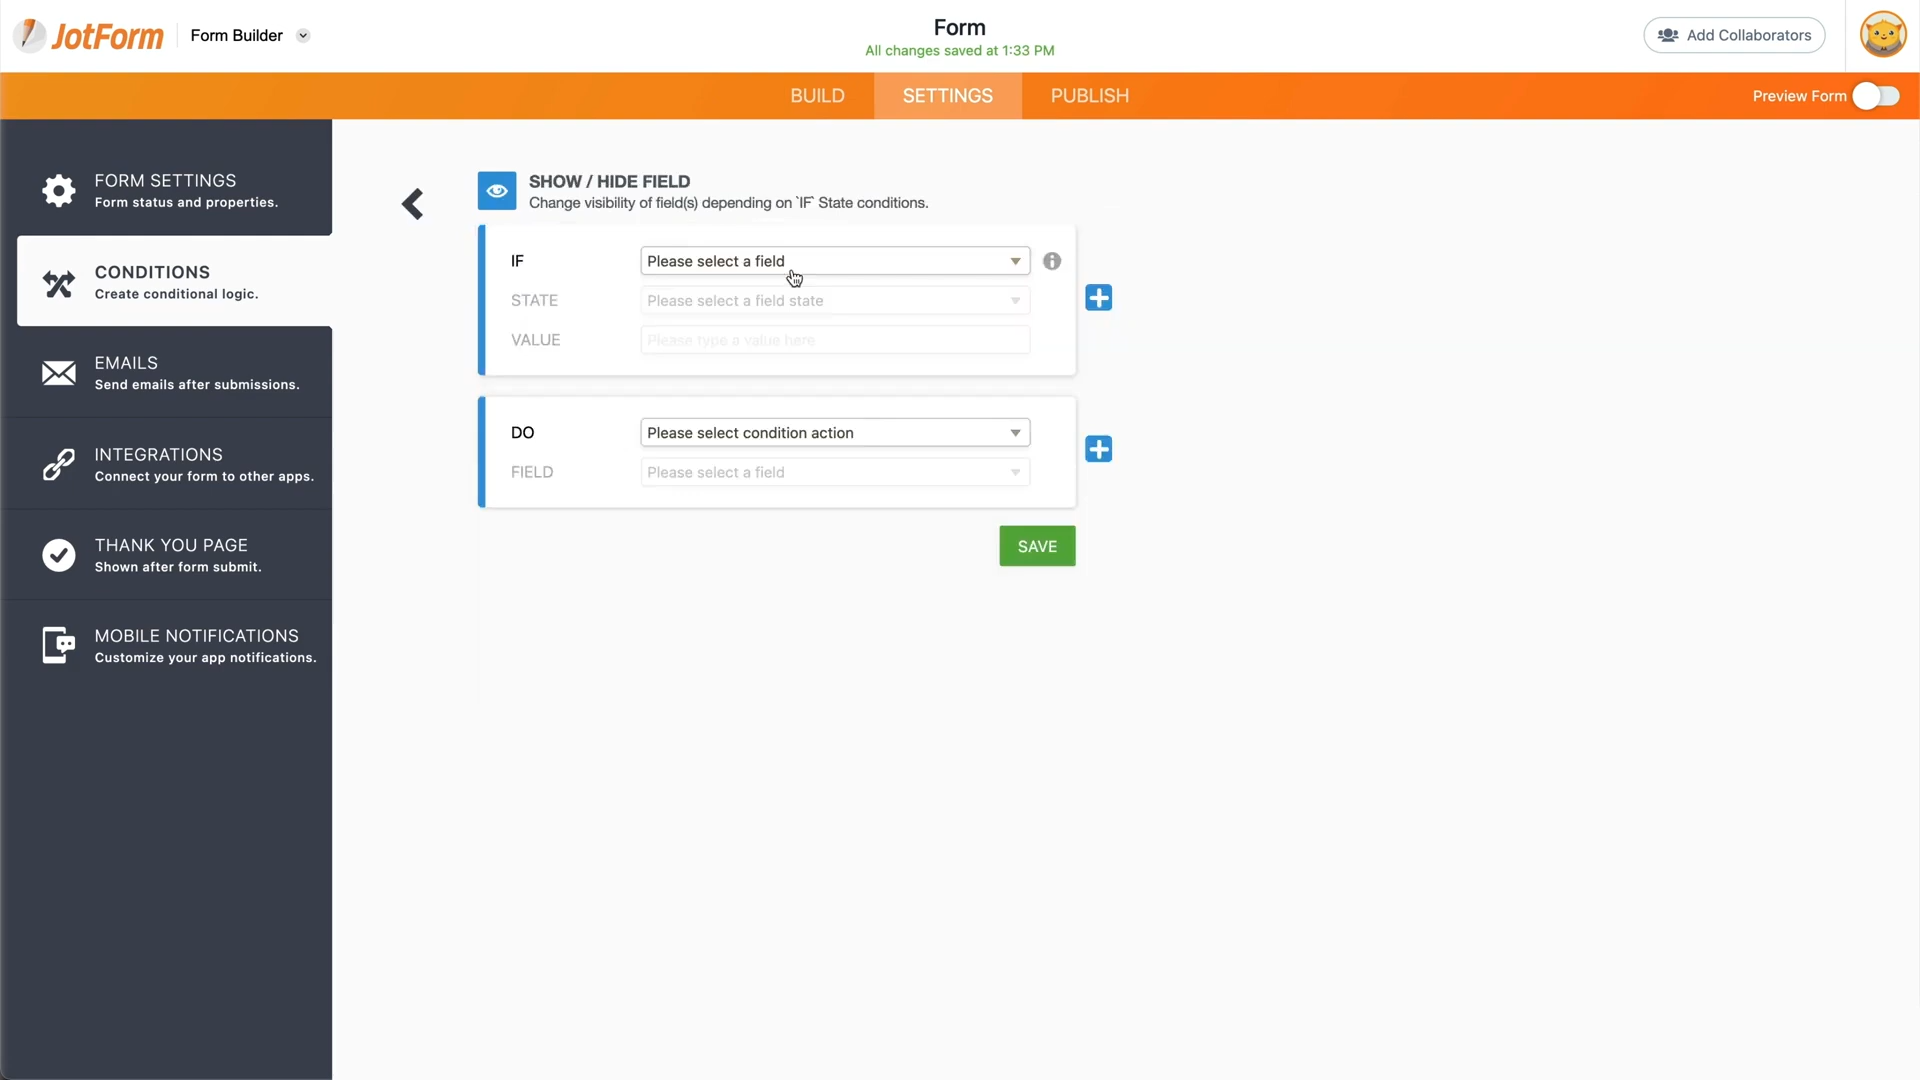 JotForm
Form Builder
Form
All changes saved at 1:33 PM
Add Collaborators
BUILD
SETTINGS
PUBLISH
Preview Form
FORM SETTINGS
Form status and properties.
CONDITIONS
Create conditional logic.
EMAILS
Send emails after submissions.
INTEGRATIONS
Connect your form to other apps.
THANK YOU PAGE
Shown after form submit.
MOBILE NOTIFICATIONS
Customize your app notifications.
SHOW / HIDE FIELD
Change visibility of field(s) depending on `IF` State conditions.
IF
Please select a field
STATE
Please select a field state
VALUE
Please type a value here
DO
Please select condition action
FIELD
Please select a field
SAVE